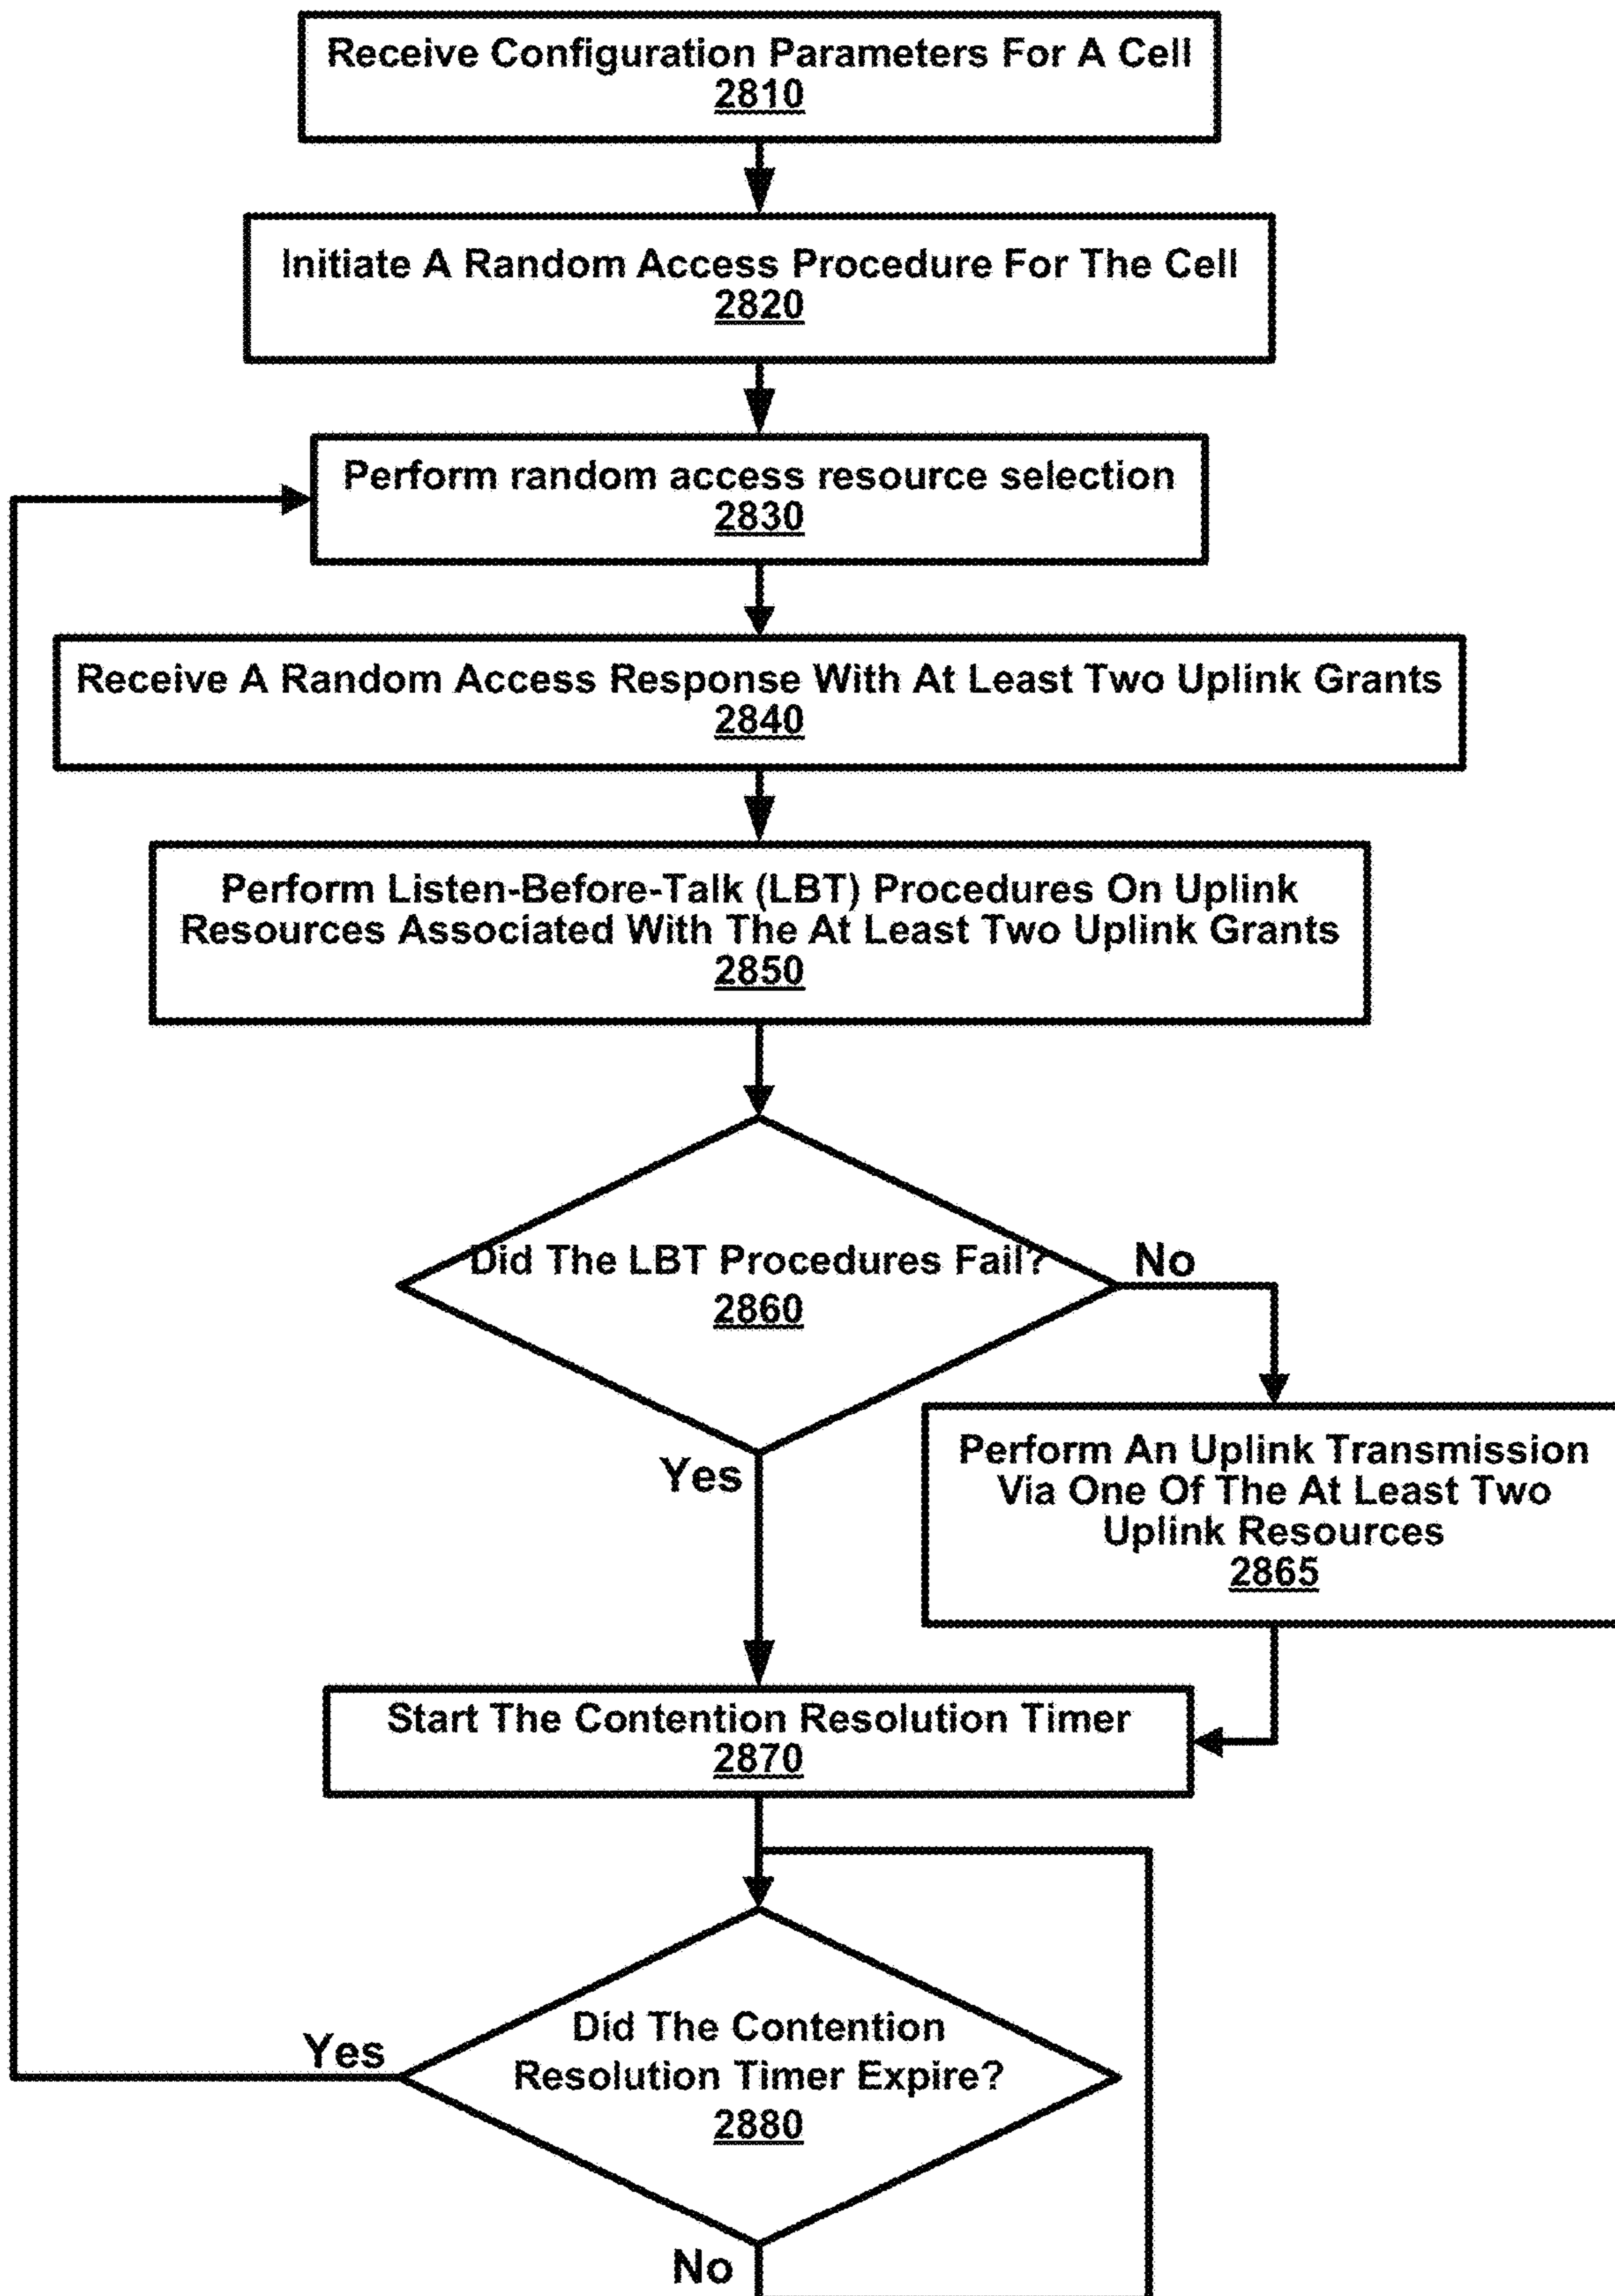 Receive Configuration Parameters For A Cell
2810
Initiate A Random Access Procedure For The Cell
2820
Perform random access resource selection
2830
Receive A Random Access Response With At Least Two Uplink Grants
2840
Perform Listen-Before-Talk (LBT) Procedures On Uplink
Resources Associated With The At Least Two Uplink Grants
2850
Did The LBT Procedures Fail?
2860
No
Yes
Perform An Uplink Transmission
Via One Of The At Least Two
Uplink Resources
2865
Start The Contention Resolution Timer
2870
Did The Contention
Resolution Timer Expire?
2880
Yes
No